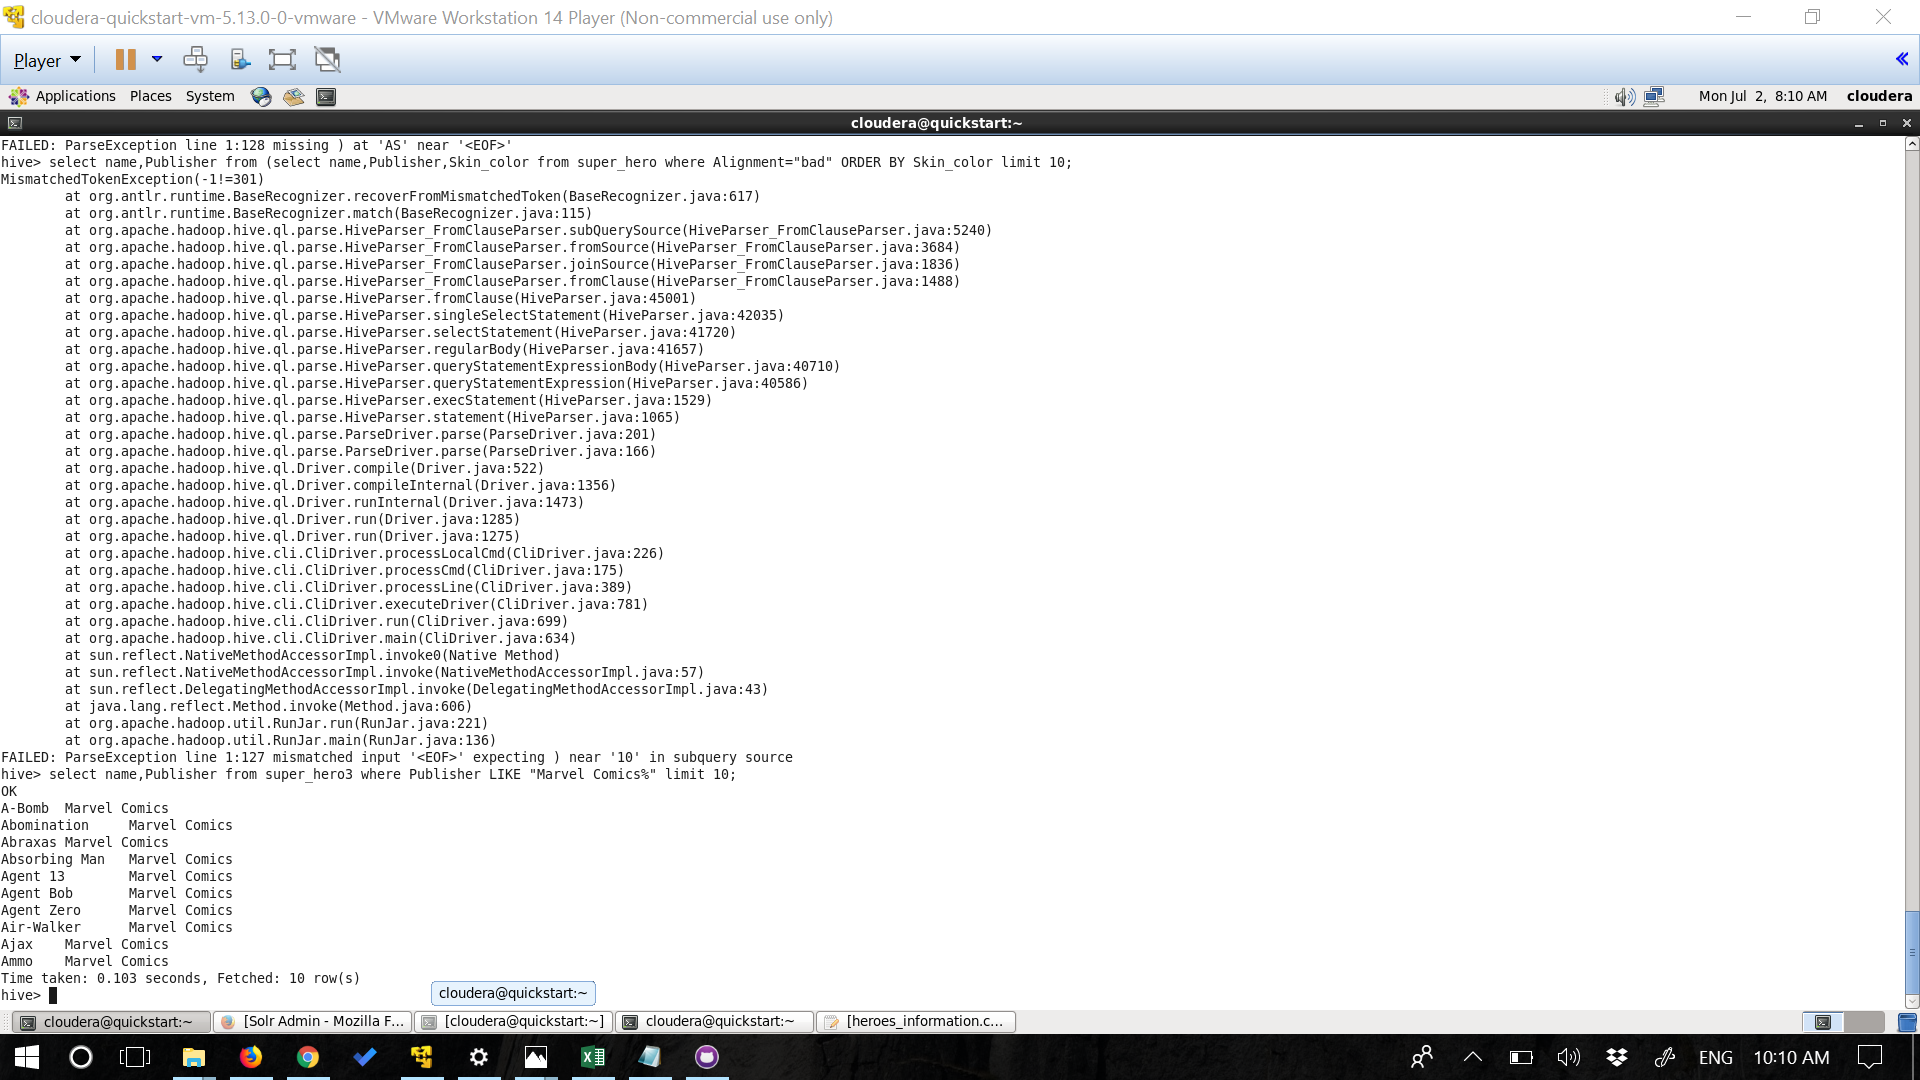 cloudera-quickstart-vm-5.13.0-0-vmware - VMware Workstation 14 Player (Non-commercial use only)
Player
Applications Places System Mon Jul 2, 8:10 AM cloudera
cloudera@quickstart:~
FAILED: ParseException line 1:128 missing ) at 'AS' near '<EOF>'
hive> select name,Publisher from (select name,Publisher,Skin_color from super_hero where Alignment="bad" ORDER BY Skin_color limit 10;
MismatchedTokenException(-1!=301)
at org.antlr.runtime.BaseRecognizer.recoverFromMismatchedToken(BaseRecognizer.java:617)
at org.antlr.runtime.BaseRecognizer.match(BaseRecognizer.java:115)
at org.apache.hadoop.hive.ql.parse.HiveParser_FromClauseParser.subQuerySource(HiveParser_FromClauseParser.java:5240)
at org.apache.hadoop.hive.ql.parse.HiveParser_FromClauseParser.fromSource(HiveParser_FromClauseParser.java:3684)
at org.apache.hadoop.hive.ql.parse.HiveParser_FromClauseParser.joinSource(HiveParser_FromClauseParser.java:1836)
at org.apache.hadoop.hive.ql.parse.HiveParser_FromClauseParser.fromClause(HiveParser_FromClauseParser.java:1488)
at org.apache.hadoop.hive.ql.parse.HiveParser.fromClause(HiveParser.java:45001)
at org.apache.hadoop.hive.ql.parse.HiveParser.singleSelectStatement(HiveParser.java:42035)
at org.apache.hadoop.hive.ql.parse.HiveParser.selectStatement(HiveParser.java:41720)
at org.apache.hadoop.hive.ql.parse.HiveParser.regularBody(HiveParser.java:41657)
at org.apache.hadoop.hive.ql.parse.HiveParser.queryStatementExpressionBody(HiveParser.java:40710)
at org.apache.hadoop.hive.ql.parse.HiveParser.queryStatementExpression(HiveParser.java:40586)
at org.apache.hadoop.hive.ql.parse.HiveParser.execStatement(HiveParser.java:1529)
at org.apache.hadoop.hive.ql.parse.HiveParser.statement(HiveParser.java:1065)
at org.apache.hadoop.hive.ql.parse.ParseDriver.parse(ParseDriver.java:201)
at org.apache.hadoop.hive.ql.parse.ParseDriver.parse(ParseDriver.java:166)
at org.apache.hadoop.hive.ql.Driver.compile(Driver.java:522)
at org.apache.hadoop.hive.ql.Driver.compileInternal(Driver.java:1356)
at org.apache.hadoop.hive.ql.Driver.runInternal(Driver.java:1473)
at org.apache.hadoop.hive.ql.Driver.run(Driver.java:1285)
at org.apache.hadoop.hive.ql.Driver.run(Driver.java:1275)
at org.apache.hadoop.hive.cli.CliDriver.processLocalCmd(CliDriver.java:226)
at org.apache.hadoop.hive.cli.CliDriver.processCmd(CliDriver.java:175)
at org.apache.hadoop.hive.cli.CliDriver.processLine(CliDriver.java:389)
at org.apache.hadoop.hive.cli.CliDriver.executeDriver(CliDriver.java:781)
at org.apache.hadoop.hive.cli.CliDriver.run(CliDriver.java:699)
at org.apache.hadoop.hive.cli.CliDriver.main(CliDriver.java:634)
at sun.reflect.NativeMethodAccessorImpl.invoke0(Native Method)
at sun.reflect.NativeMethodAccessorImpl.invoke(NativeMethodAccessorImpl.java:57)
at sun.reflect.DelegatingMethodAccessorImpl.invoke(DelegatingMethodAccessorImpl.java:43)
at java.lang.reflect.Method.invoke(Method.java:606)
at org.apache.hadoop.util.RunJar.run(RunJar.java:221)
at org.apache.hadoop.util.RunJar.main(RunJar.java:136)
FAILED: ParseException line 1:127 mismatched input '<EOF>' expecting ) near '10' in subquery source
hive> select name,Publisher from super_hero3 where Publisher LIKE "Marvel Comics%" limit 10;
OK
A-Bomb Marvel Comics
Abomination Marvel Comics
Abraxas Marvel Comics
Absorbing Man Marvel Comics
Agent 13 Marvel Comics
Agent Bob Marvel Comics
Agent Zero Marvel Comics
Air-Walker Marvel Comics
Ajax Marvel Comics
Ammo Marvel Comics
Time taken: 0.103 seconds, Fetched: 10 row(s)
hive>
cloudera@quickstart:~
cloudera@quickstart:~ [Solr Admin - Mozilla F... [cloudera@quickstart:~] cloudera@quickstart:~ [heroes_information.c...
ENG 10:10 AM